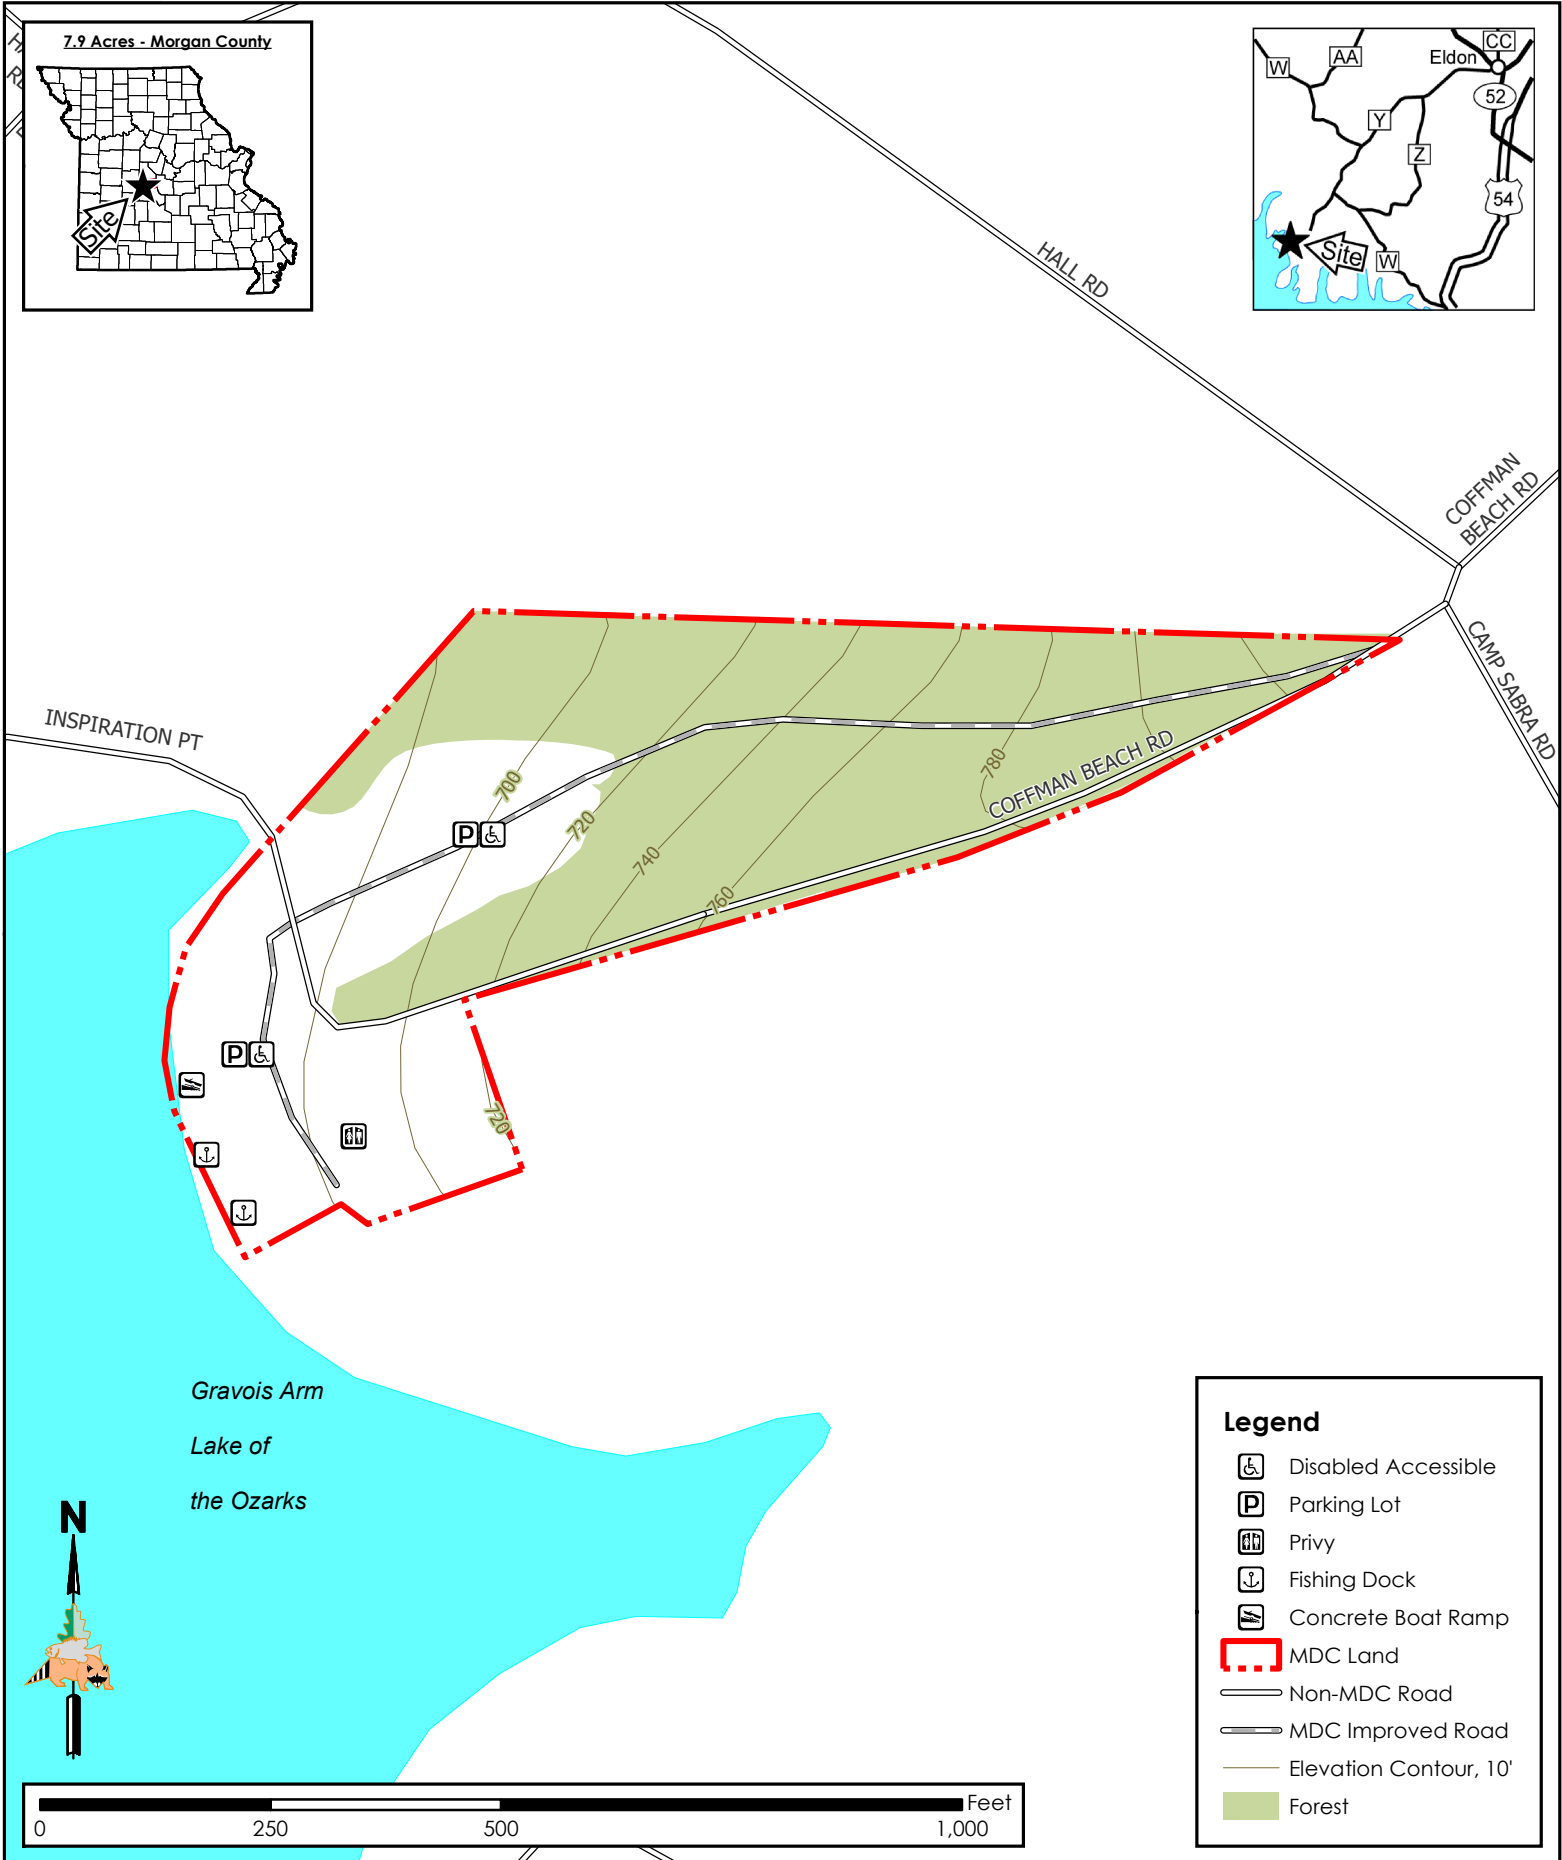 7.9 Acres - Morgan County
Site
W
AA
Eldon
CC
52
Y
Z
54
Site
W
HALL RD
COFFMAN
BEACH RD
CAMP SABRA RD
INSPIRATION PT
COFFMAN BEACH RD
700
720
740
760
780
P
P
720
Gravois Arm
Lake of
the Ozarks
N
Legend
Disabled Accessible
P Parking Lot
Privy
Fishing Dock
Concrete Boat Ramp
MDC Land
Non-MDC Road
MDC Improved Road
Elevation Contour, 10'
Forest
Feet
0 250 500 1,000